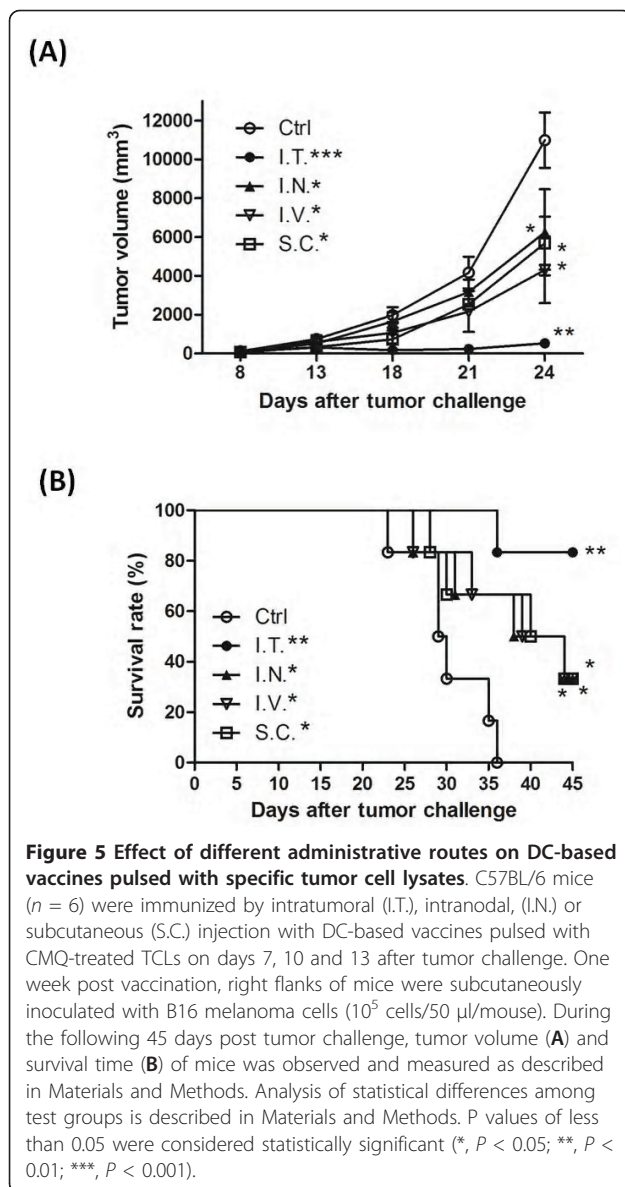 (A)
12000
10000
8000
6000
4000
2000
0
Tumor volume (mm³)
Ctrl
I.T.***
I.N.*
I.V.*
S.C.*
*
*
*
**
8 13 18 21 24
Days after tumor challenge
(B)
100
80
60
40
20
0
Survival rate (%)
Ctrl
I.T.**
I.N.*
I.V.*
S.C.*
**
*
* *
0 5 10 15 20 25 30 35 40 45
Days after tumor challenge
Figure 5 Effect of different administrative routes on DC-based
vaccines pulsed with specific tumor cell lysates. C57BL/6 mice
(n = 6) were immunized by intratumoral (I.T.), intranodal, (I.N.) or
subcutaneous (S.C.) injection with DC-based vaccines pulsed with
CMQ-treated TCLs on days 7, 10 and 13 after tumor challenge. One
week post vaccination, right flanks of mice were subcutaneously
inoculated with B16 melanoma cells (10⁵ cells/50 μl/mouse). During
the following 45 days post tumor challenge, tumor volume (A) and
survival time (B) of mice was observed and measured as described
in Materials and Methods. Analysis of statistical differences among
test groups is described in Materials and Methods. P values of less
than 0.05 were considered statistically significant (*, P < 0.05; **, P <
0.01; ***, P < 0.001).